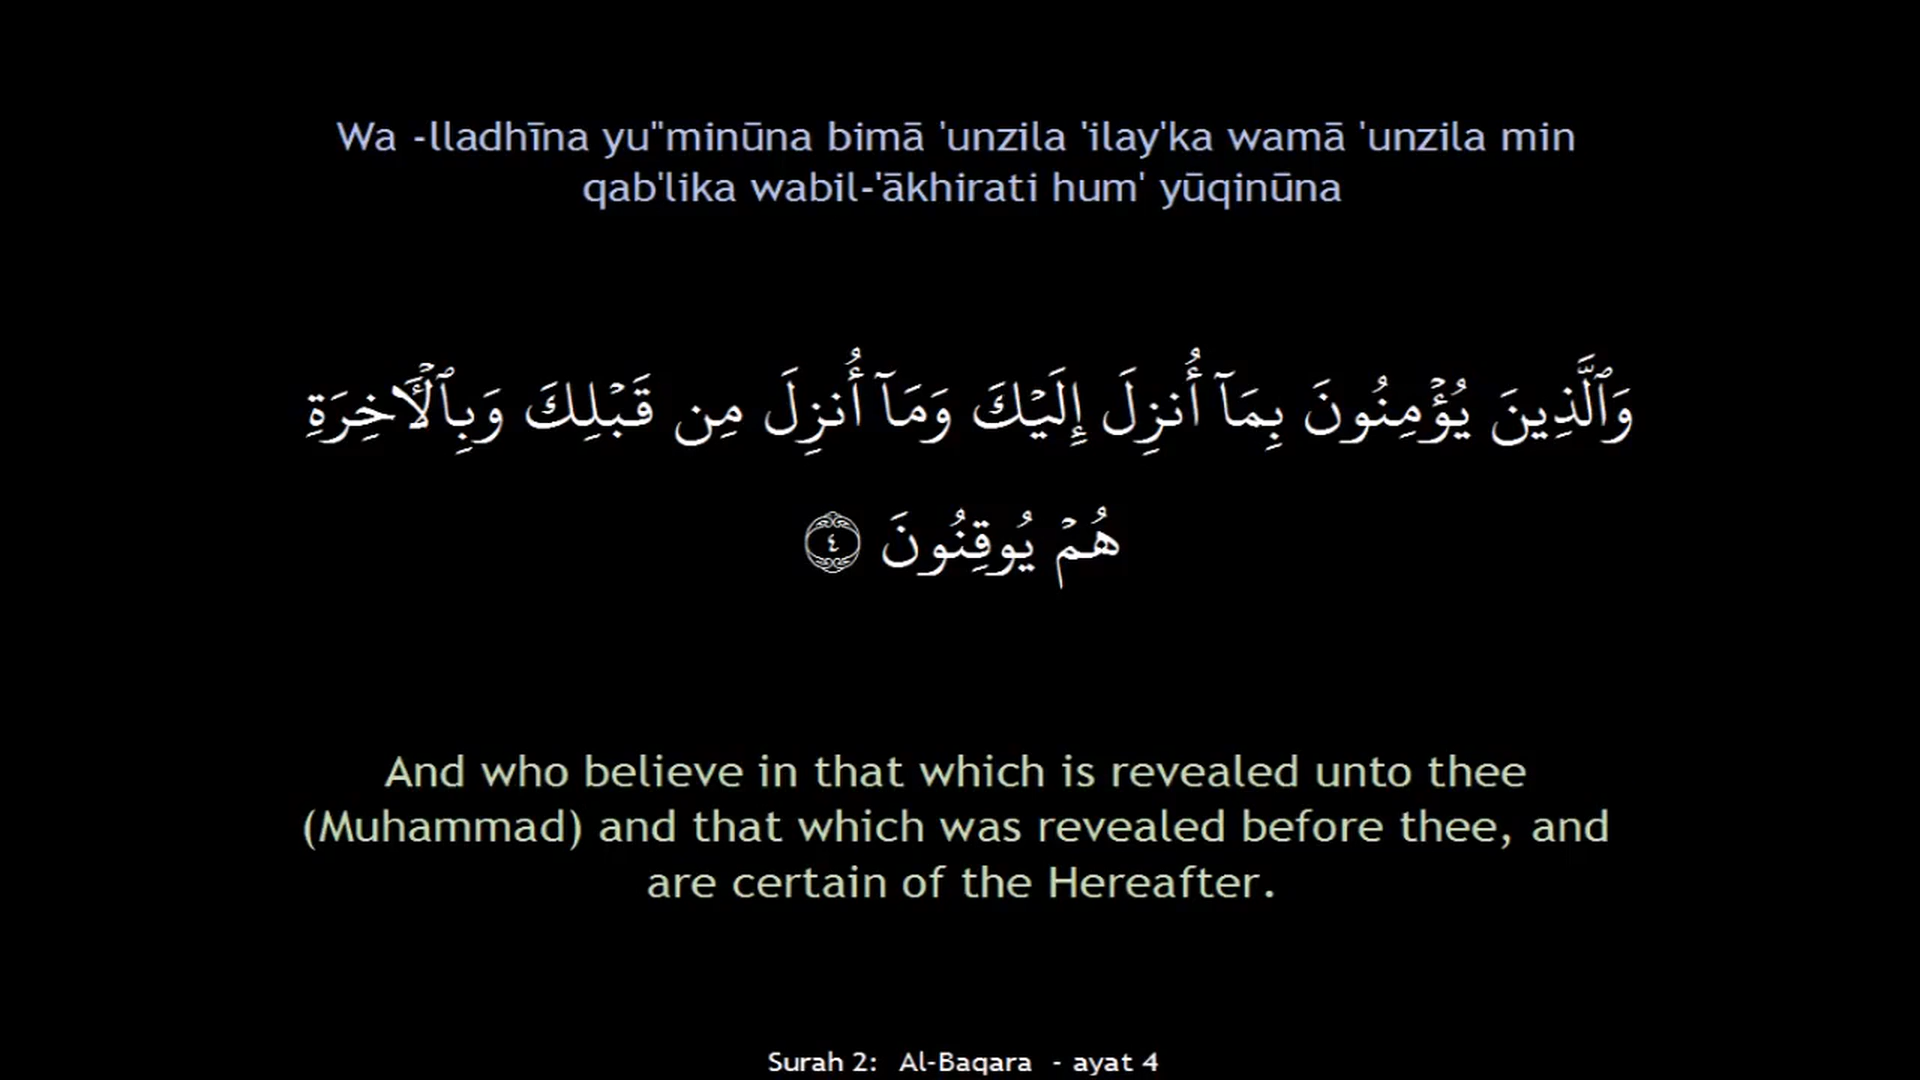 Wa -lladhīna yu"minūna bimā 'unzila 'ilay'ka wamā 'unzila min
qab'lika wabil-'ākhirati hum' yūqinūna
وَٱلَّذِينَ يُؤۡمِنُونَ بِمَآ أُنزِلَ إِلَيۡكَ وَمَآ أُنزِلَ مِن قَبۡلِكَ وَبِٱلۡأٓخِرَةِ
هُمۡ يُوقِنُونَ ٤
And who believe in that which is revealed unto thee
(Muhammad) and that which was revealed before thee, and
are certain of the Hereafter.
Surah 2: Al-Baqara - ayat 4